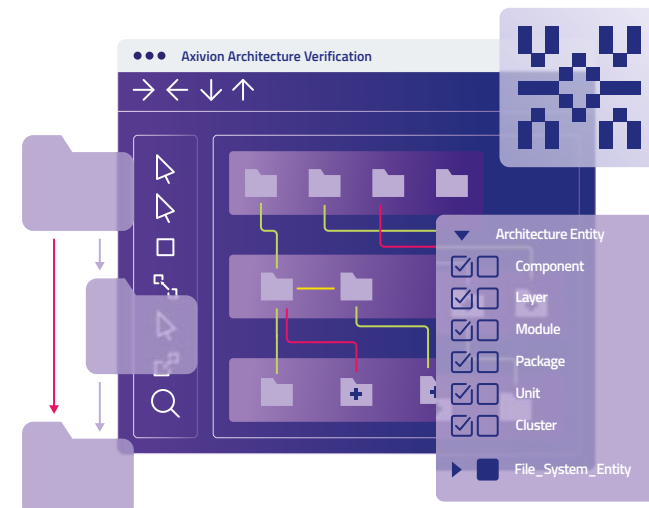 Axivion Architecture Verification
Architecture Entity
Component
Layer
Module
Package
Unit
Cluster
File_System_Entity